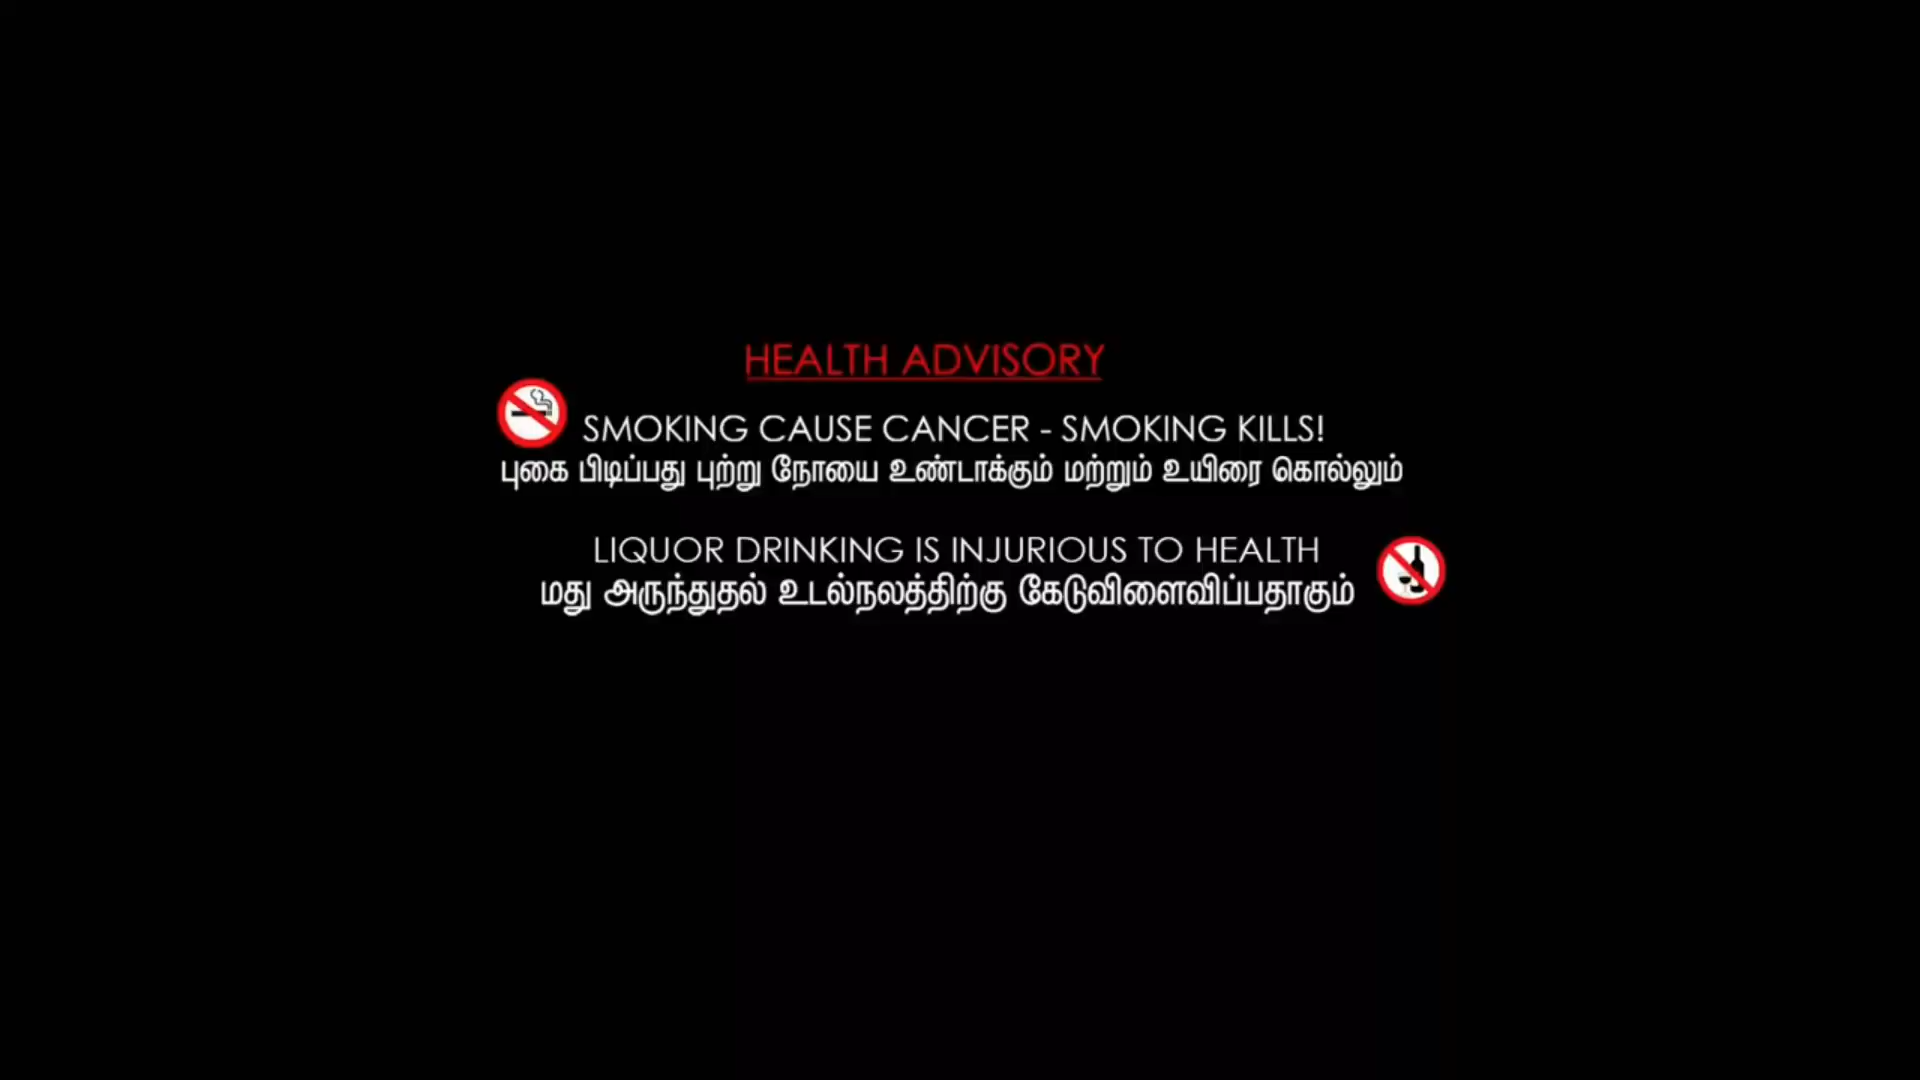 HEALTH ADVISORY
SMOKING CAUSE CANCER - SMOKING KILLS!
புகை பிடிப்பது புற்று நோயை உண்டாக்கும் மற்றும் உயிரை கொல்லும்
LIQUOR DRINKING IS INJURIOUS TO HEALTH
மது அருந்துதல் உடல்நலத்திற்கு கேடுவிளைவிப்பதாகும்